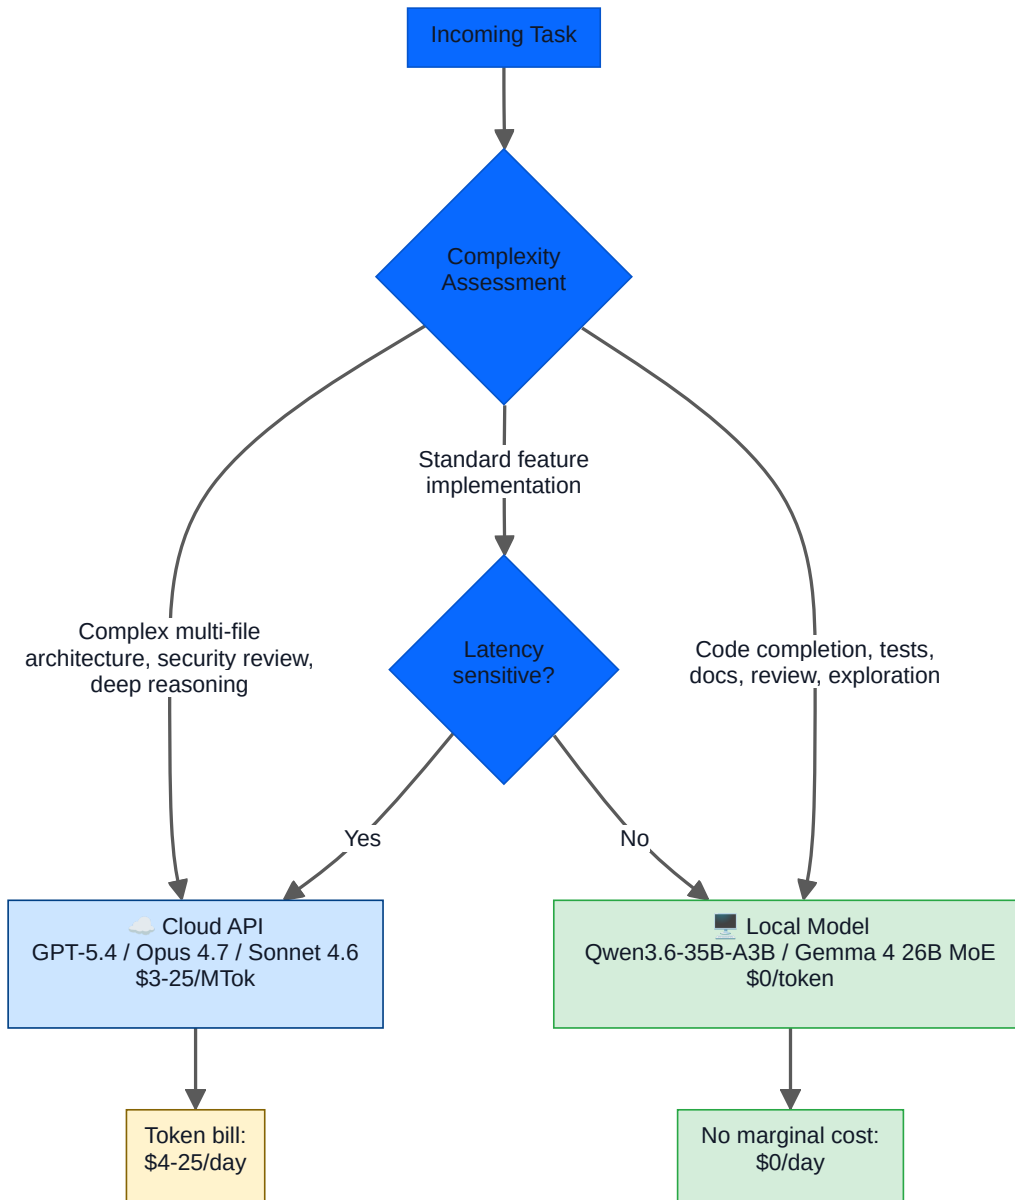 Incoming Task
Complexity
Assessment
Standard feature
implementation
Complex multi-file
architecture, security review,
deep reasoning
Latency
sensitive?
Code completion, tests,
docs, review, exploration
Yes
No
☁️ Cloud API
GPT-5.4 / Opus 4.7 / Sonnet 4.6
$3-25/MTok
🖥️ Local Model
Qwen3.6-35B-A3B / Gemma 4 26B MoE
$0/token
Token bill:
$4-25/day
No marginal cost:
$0/day